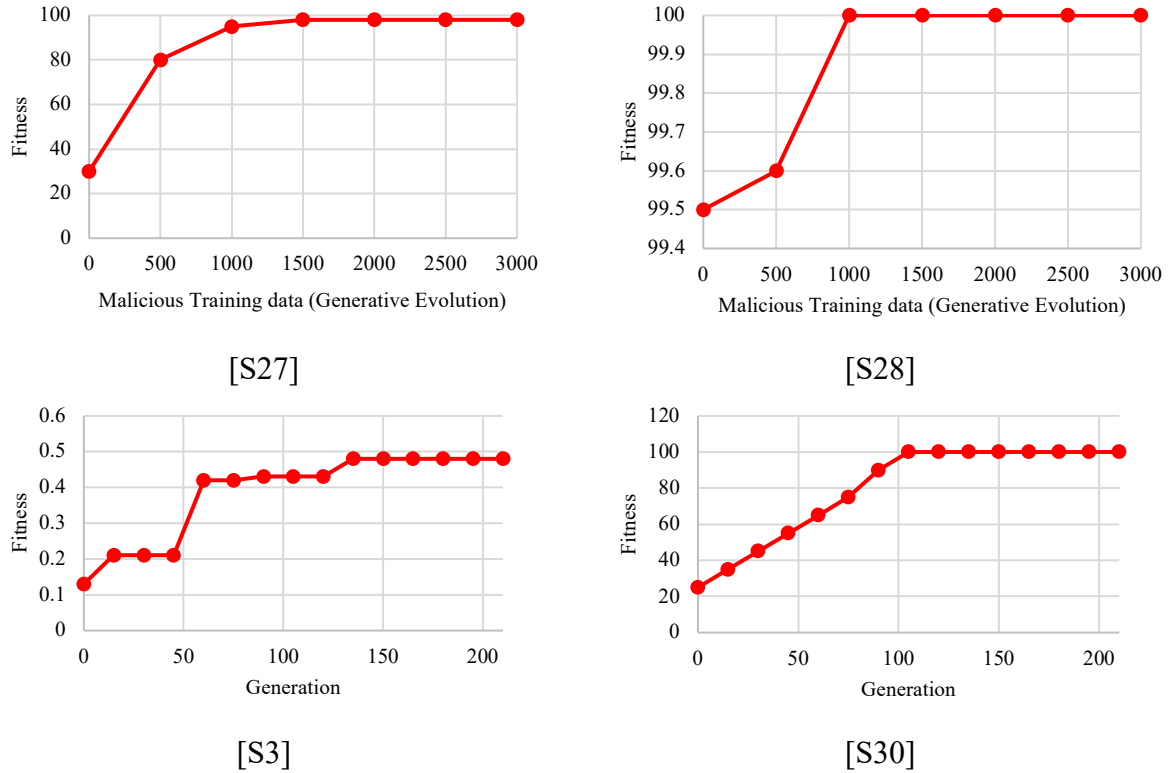 100
80
60
40
20
0
Fitness
0 500 1000 1500 2000 2500 3000
Malicious Training data (Generative Evolution)
[S27]
100
99.9
99.8
99.7
99.6
99.5
99.4
Fitness
0 500 1000 1500 2000 2500 3000
Malicious Training data (Generative Evolution)
[S28]
0.6
0.5
0.4
0.3
0.2
0.1
0
Fitness
0 50 100 150 200
Generation
[S3]
120
100
80
60
40
20
0
Fitness
0 50 100 150 200
Generation
[S30]